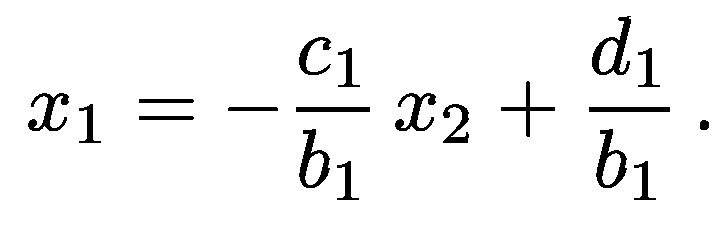 $x_1 = -\frac{c_1}{b_1} x_2 + \frac{d_1}{b_1}.$